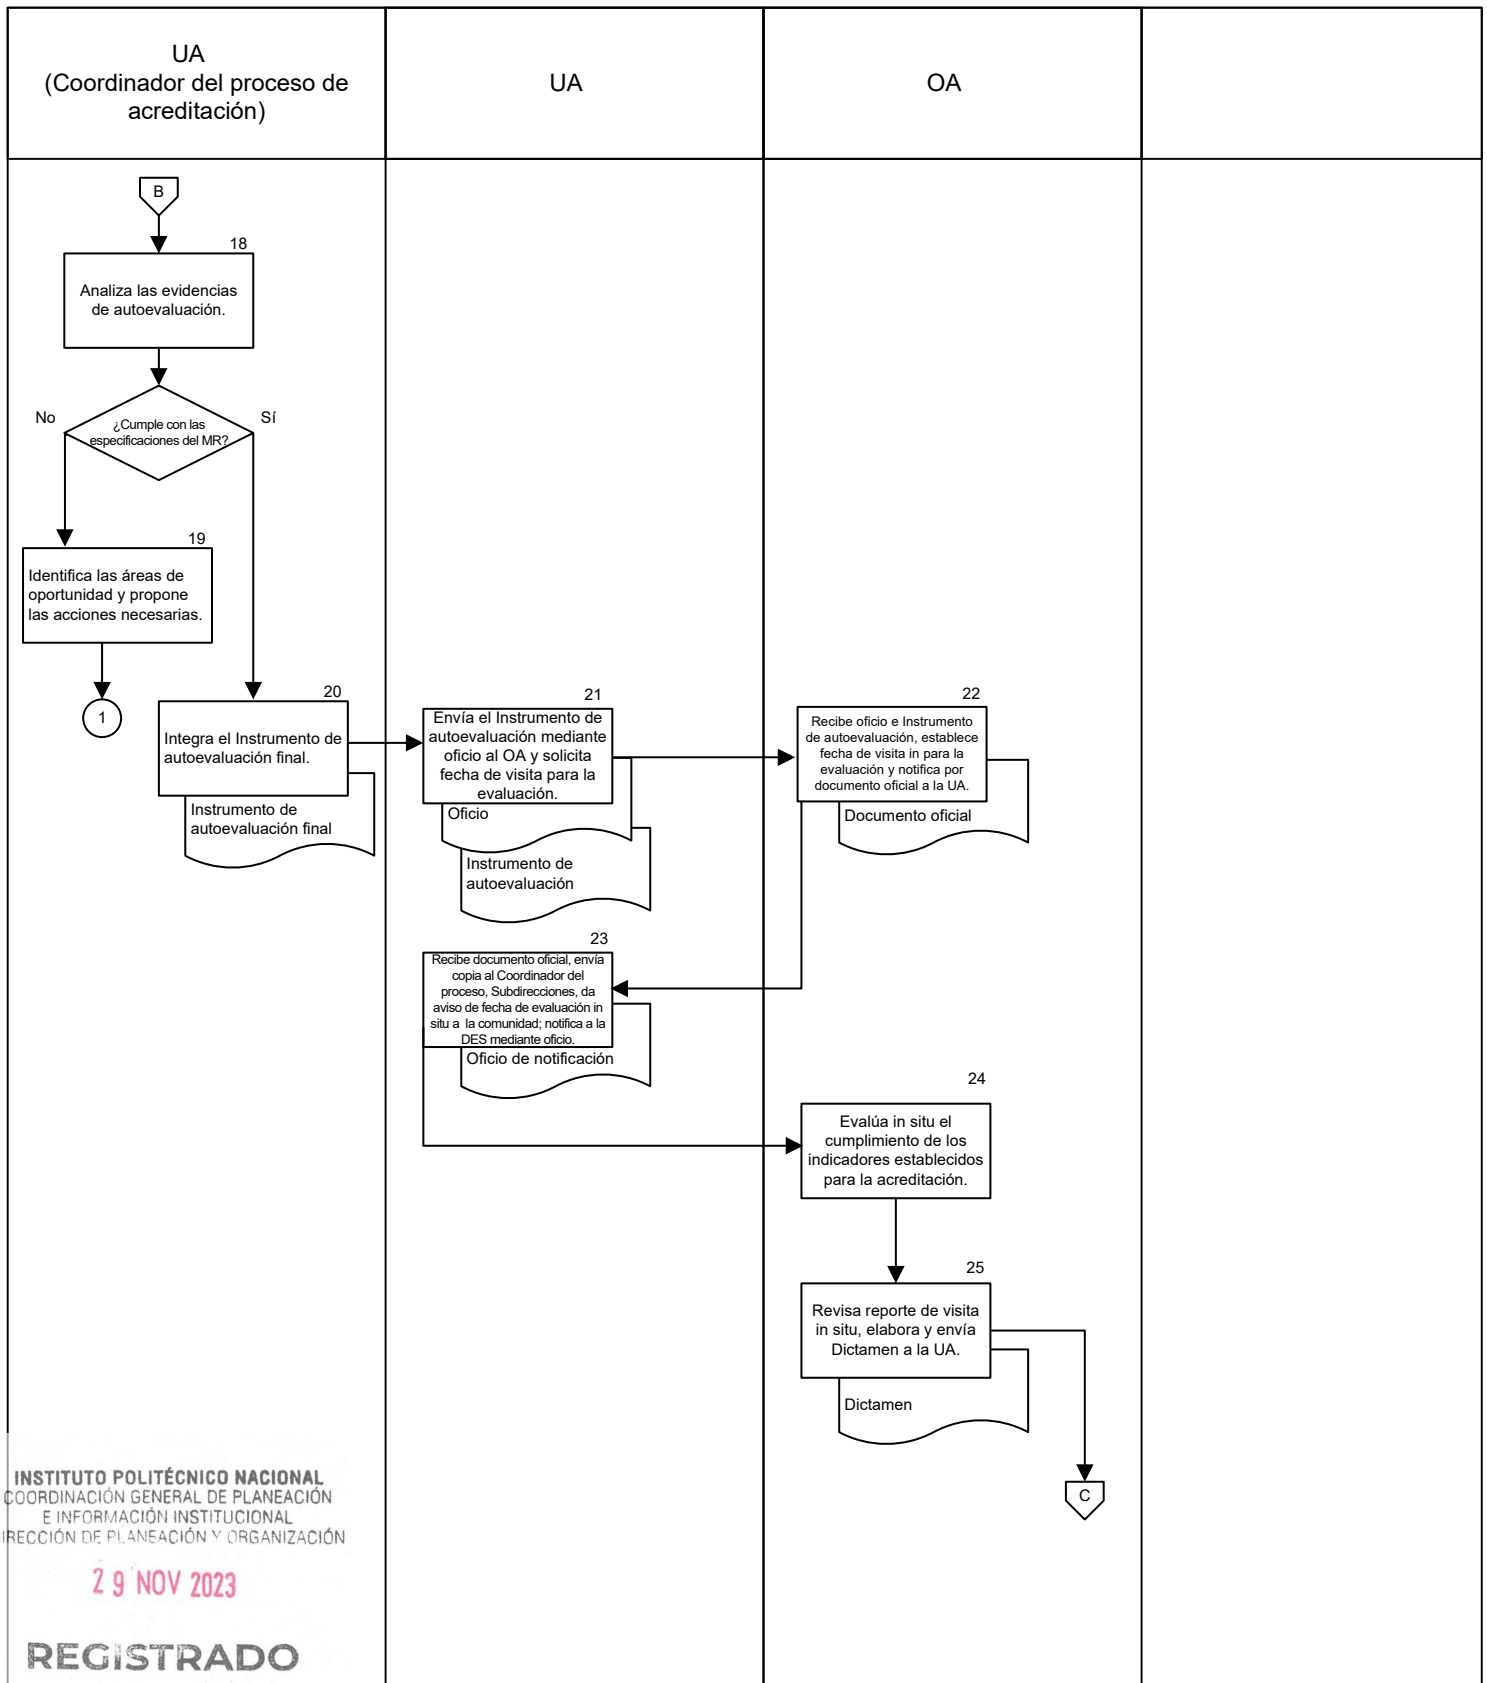 UA
(Coordinador del proceso de
acreditación)
UA
OA
B
18
Analiza las evidencias
de autoevaluación.
No
¿Cumple con las
especificaciones del MR?
Sí
19
Identifica las áreas de
oportunidad y propone
las acciones necesarias.
1
20
Integra el Instrumento de
autoevaluación final.
Instrumento de
autoevaluación final
21
Envía el Instrumento de
autoevaluación mediante
oficio al OA y solicita
fecha de visita para la
evaluación.
Oficio
Instrumento de
autoevaluación
22
Recibe oficio e Instrumento
de autoevaluación, establece
fecha de visita in para la
evaluación y notifica por
documento oficial a la UA.
Documento oficial
23
Recibe documento oficial, envía
copia al Coordinador del
proceso, Subdirecciones, da
aviso de fecha de evaluación in
situ a la comunidad; notifica a la
DES mediante oficio.
Oficio de notificación
24
Evalúa in situ el
cumplimiento de los
indicadores establecidos
para la acreditación.
25
Revisa reporte de visita
in situ, elabora y envía
Dictamen a la UA.
Dictamen
C
INSTITUTO POLITÉCNICO NACIONAL
COORDINACIÓN GENERAL DE PLANEACIÓN
E INFORMACIÓN INSTITUCIONAL
IRECCIÓN DE PLANEACIÓN Y ORGANIZACIÓN
29 NOV 2023
REGISTRADO